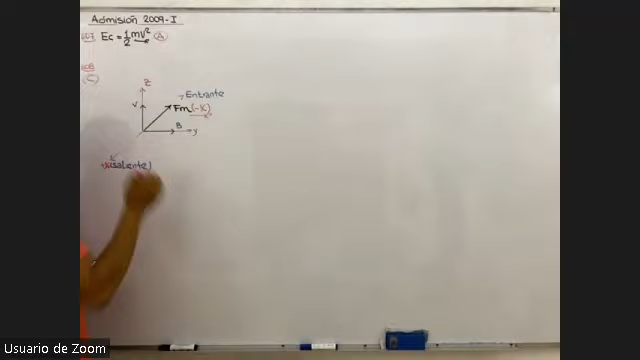 Admisión 2009-I
Ec = 1/2 mv² (A)
(C)
z
Entrante
V
Fm (-x)
B
y
(saliente)
Usuario de Zoom